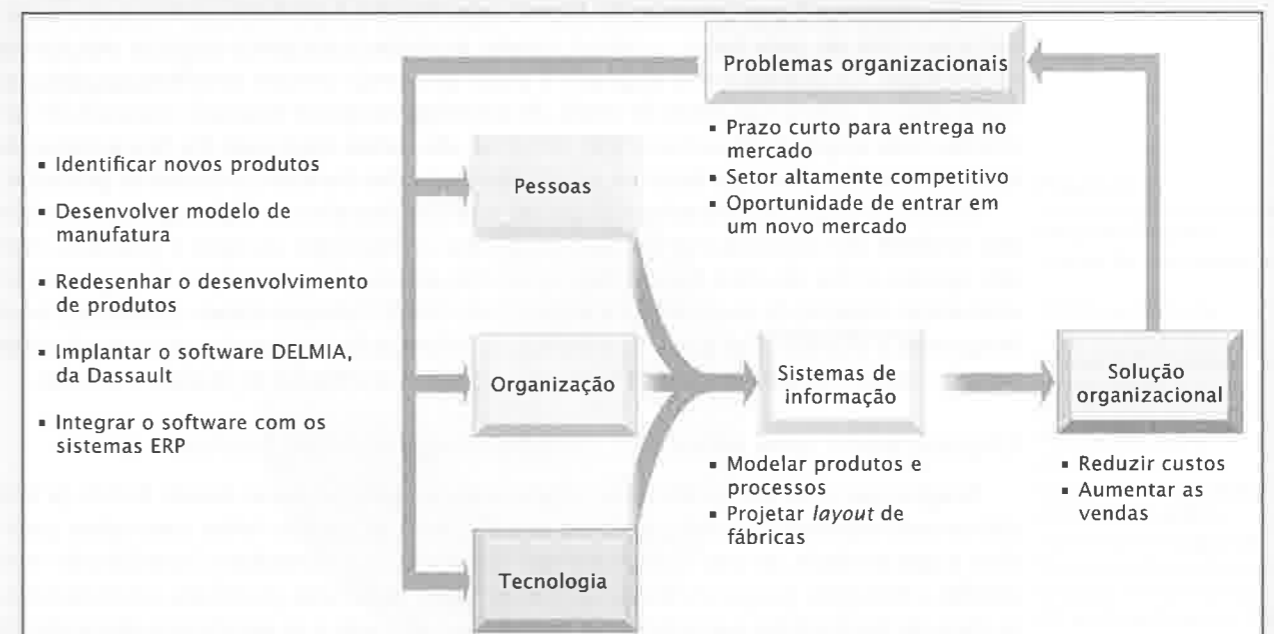 Problemas organizacionais
▪ Prazo curto para entrega no
mercado
▪ Setor altamente competitivo
▪ Oportunidade de entrar em
um novo mercado
▪ Identificar novos produtos
▪ Desenvolver modelo de
manufatura
▪ Redesenhar o desenvolvimento
de produtos
▪ Implantar o software DELMIA,
da Dassault
▪ Integrar o software com os
sistemas ERP
Pessoas
Organização
Tecnologia
Sistemas de
informação
▪ Modelar produtos e
processos
▪ Projetar layout de
fábricas
Solução
organizacional
▪ Reduzir custos
▪ Aumentar as
vendas